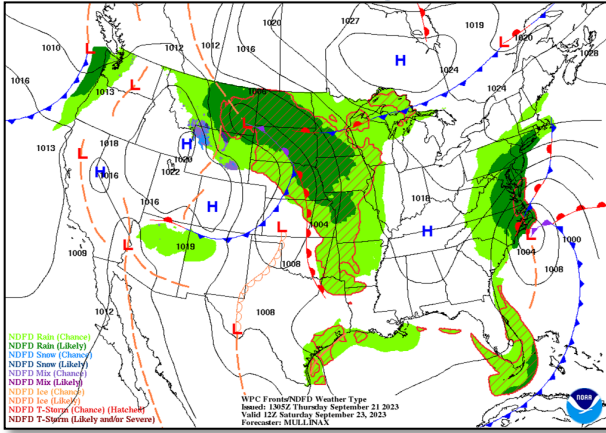 1010
L
1012
1012
1020
1027
1019
L
1020
1028
1016
1016
H
1024
L
1013
1006
1024
L
1013
1018
H
1020
1022
H
1016
L
1016
H
1018
H
L
1004
L
1000
1004
1009
L
1019
1008
1008
1012
1008
L
NDFD Rain (Chance)
NDFD Rain (Likely)
NDFD Snow (Chance)
NDFD Snow (Likely)
NDFD Mix (Chance)
NDFD Mix (Likely)
NDFD Ice (Chance)
NDFD Ice (Likely)
NDFD T-Storm (Chance) (Hatched)
NDFD T-Storm (Likely and/or Severe)
WPC Fronts/NDFD Weather Type
Issued: 1305Z Thursday September 21 2023
Valid 12Z Saturday September 23, 2023
Forecaster: MULLINAX
NOAA